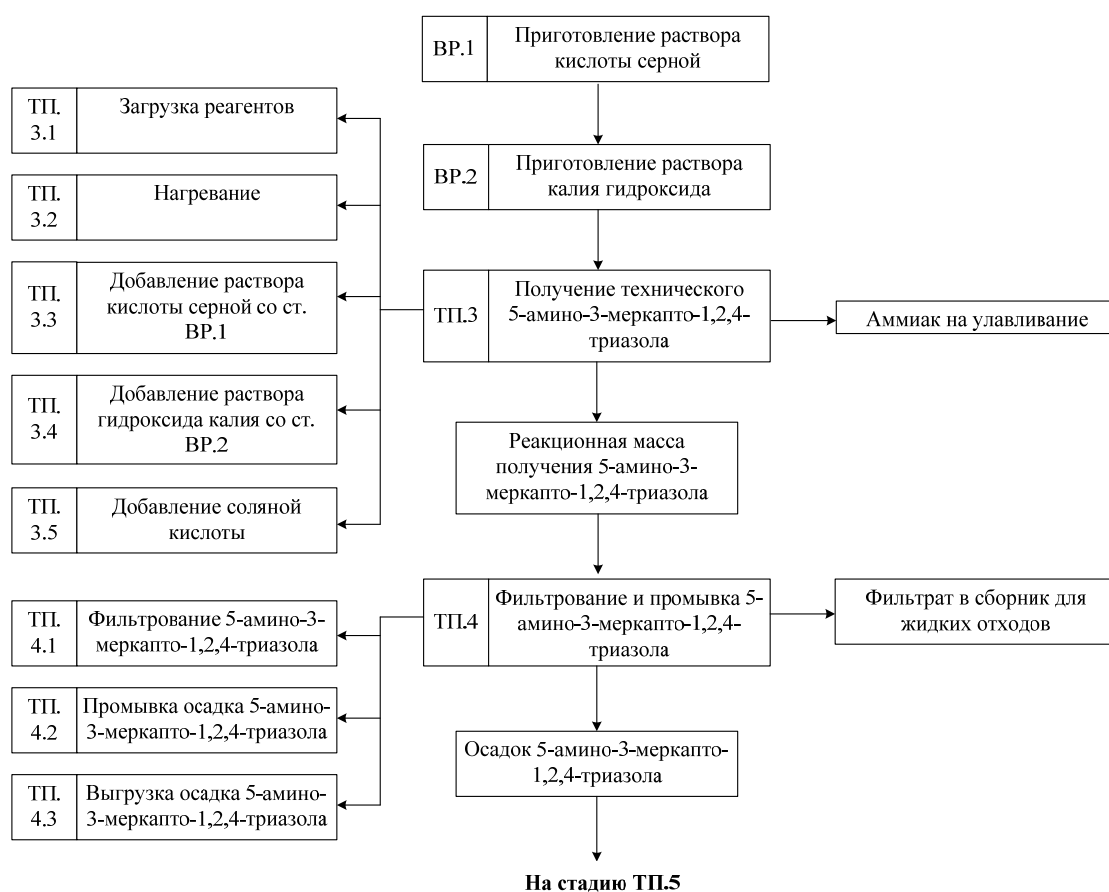 ВР.1
Приготовление раствора
кислоты серной
ТП.
3.1
Загрузка реагентов
ВР.2
Приготовление раствора
калия гидроксида
ТП.
3.2
Нагревание
ТП.
3.3
Добавление раствора
кислоты серной со ст.
ВР.1
ТП.3
Получение технического
5-амино-3-меркапто-1,2,4-
триазола
Аммиак на улавливание
ТП.
3.4
Добавление раствора
гидроксида калия со ст.
ВР.2
Реакционная масса
получения 5-амино-3-
меркапто-1,2,4-триазола
ТП.
3.5
Добавление соляной
кислоты
ТП.4
Фильтрование и промывка 5-
амино-3-меркапто-1,2,4-
триазола
Фильтрат в сборник для
жидких отходов
ТП.
4.1
Фильтрование 5-амино-3-
меркапто-1,2,4-триазола
ТП.
4.2
Промывка осадка 5-амино-
3-меркапто-1,2,4-триазола
Осадок 5-амино-3-меркапто-
1,2,4-триазола
ТП.
4.3
Выгрузка осадка 5-амино-
3-меркапто-1,2,4-триазола
На стадию ТП.5